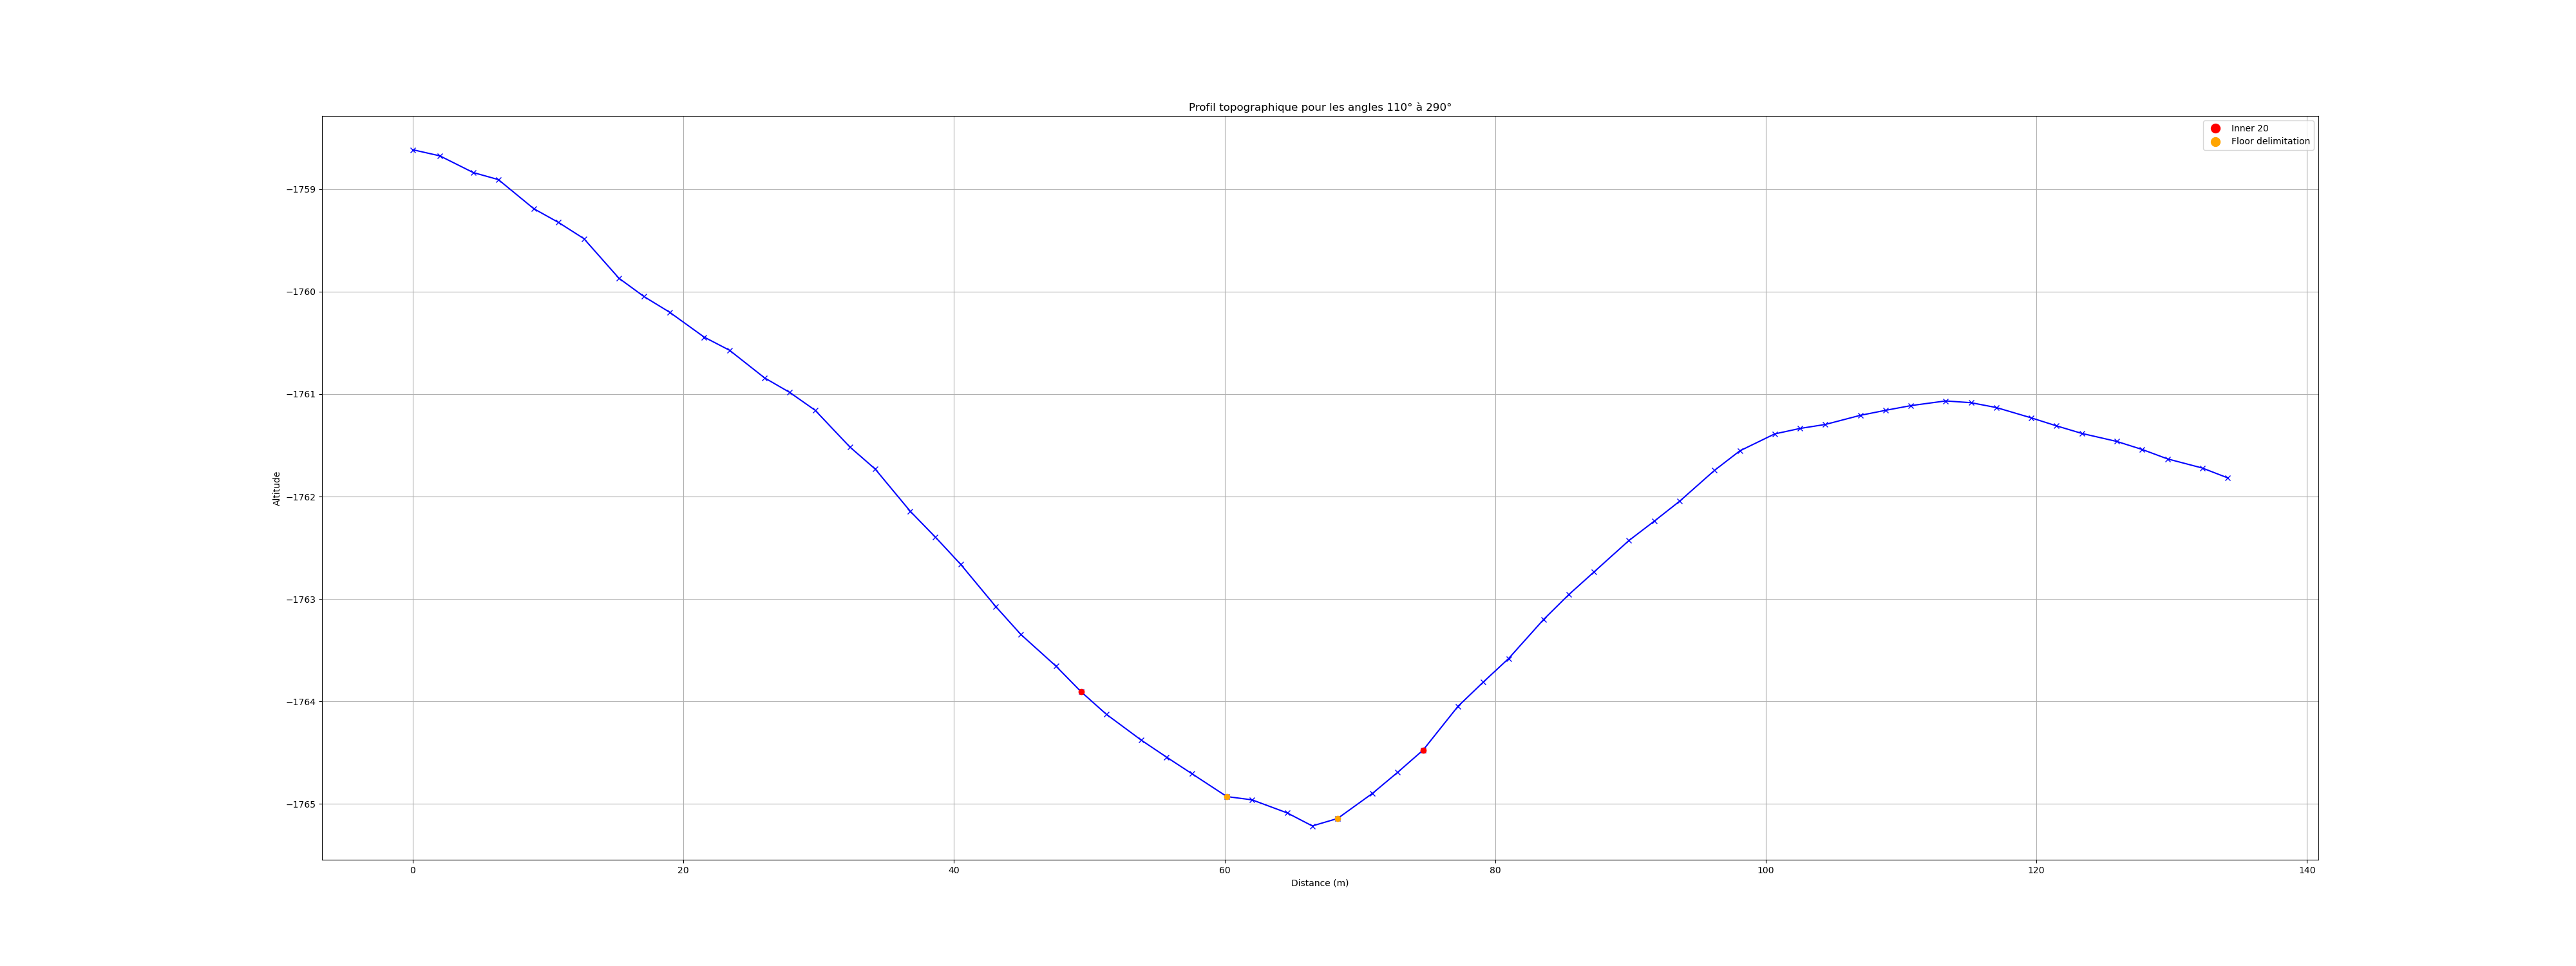 Profil topographique pour les angles 110° à 290°
Inner 20
Floor delimitation
−1759
−1760
−1761
−1762
−1763
−1764
−1765
Altitude
0 20 40 60 80 100 120 140
Distance (m)